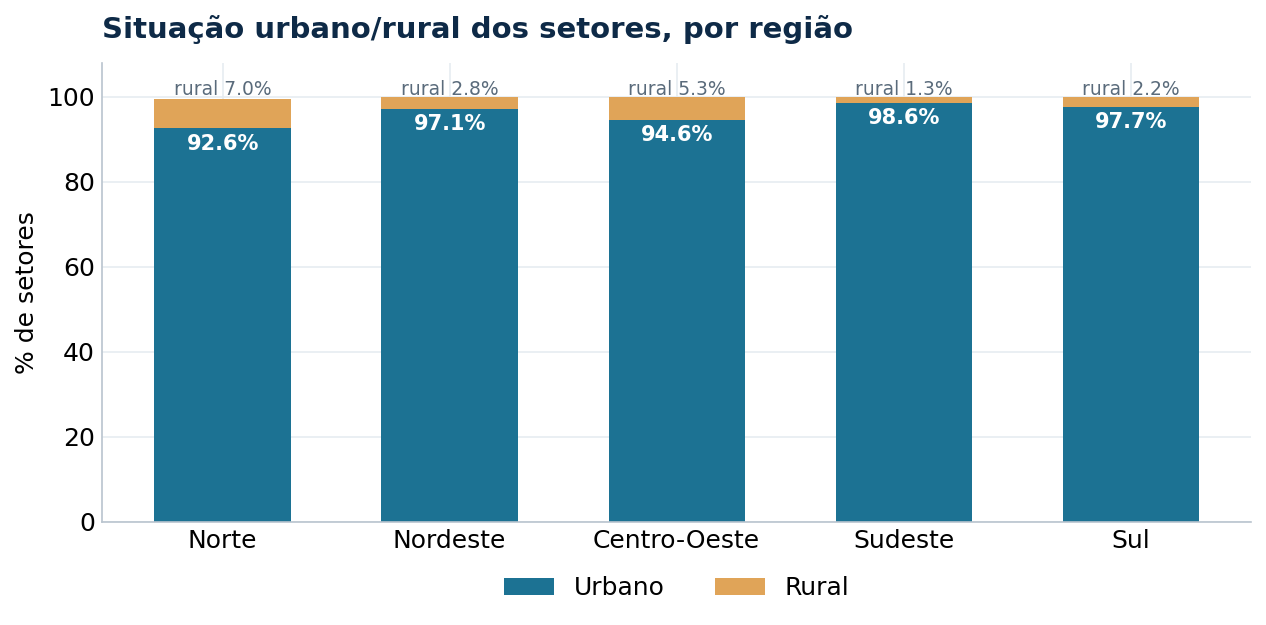 Situação urbano/rural dos setores, por região
% de setores
100
80
60
40
20
0
rural 7.0%
rural 2.8%
rural 5.3%
rural 1.3%
rural 2.2%
92.6%
97.1%
94.6%
98.6%
97.7%
Norte
Nordeste
Centro-Oeste
Sudeste
Sul
Urbano
Rural